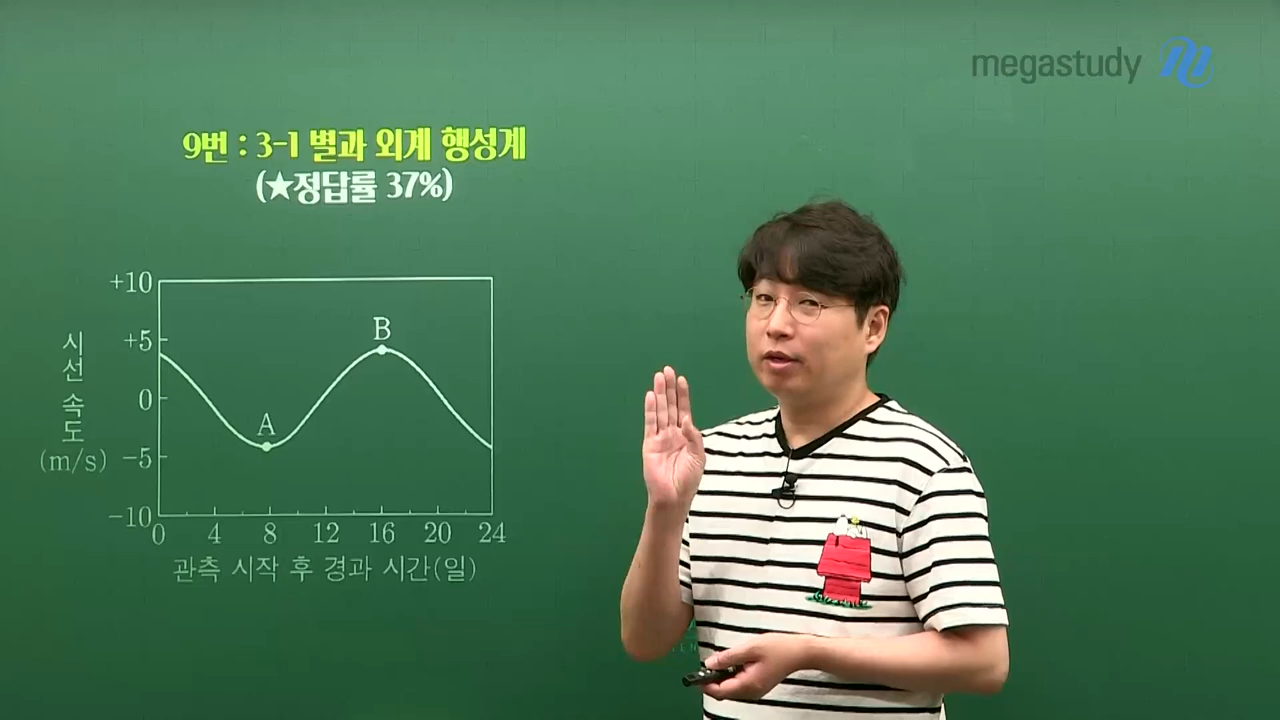 megastudy
9번 : 3-1 별과 외계 행성계
(★정답률 37%)
+10
+5
0
-5
-10
시선 속도
(m/s)
A
B
0 4 8 12 16 20 24
관측 시작 후 경과 시간(일)